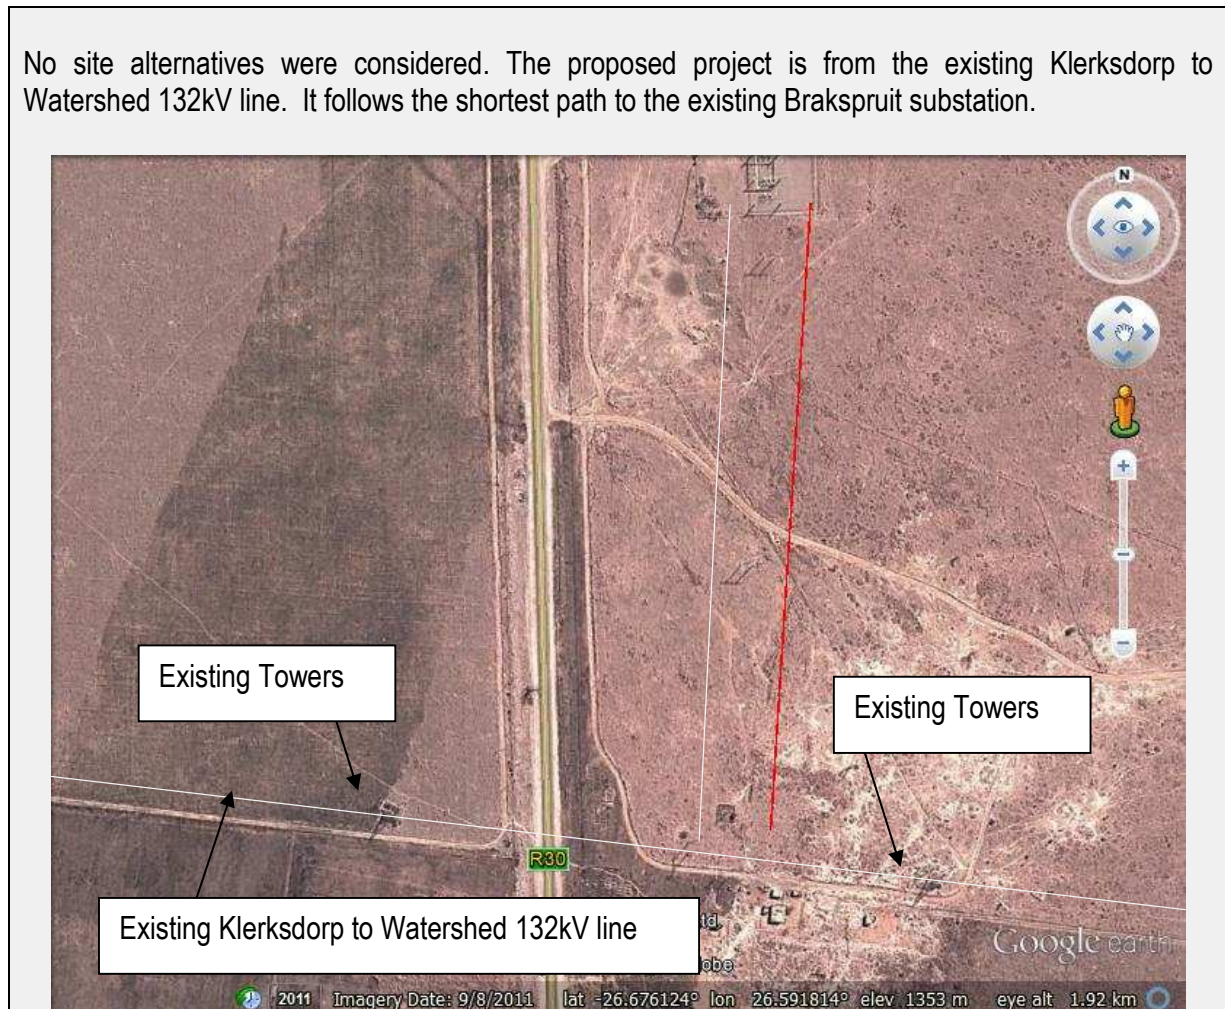 No site alternatives were considered. The proposed project is from the existing Klerksdorp to
Watershed 132kV line. It follows the shortest path to the existing Brakspruit substation.
N
Existing Towers
Existing Towers
R30
Existing Klerksdorp to Watershed 132kV line
Google earth
2011 Imagery Date: 9/8/2011 lat -26.676124° lon 26.591814° elev 1353 m eye alt 1.92 km